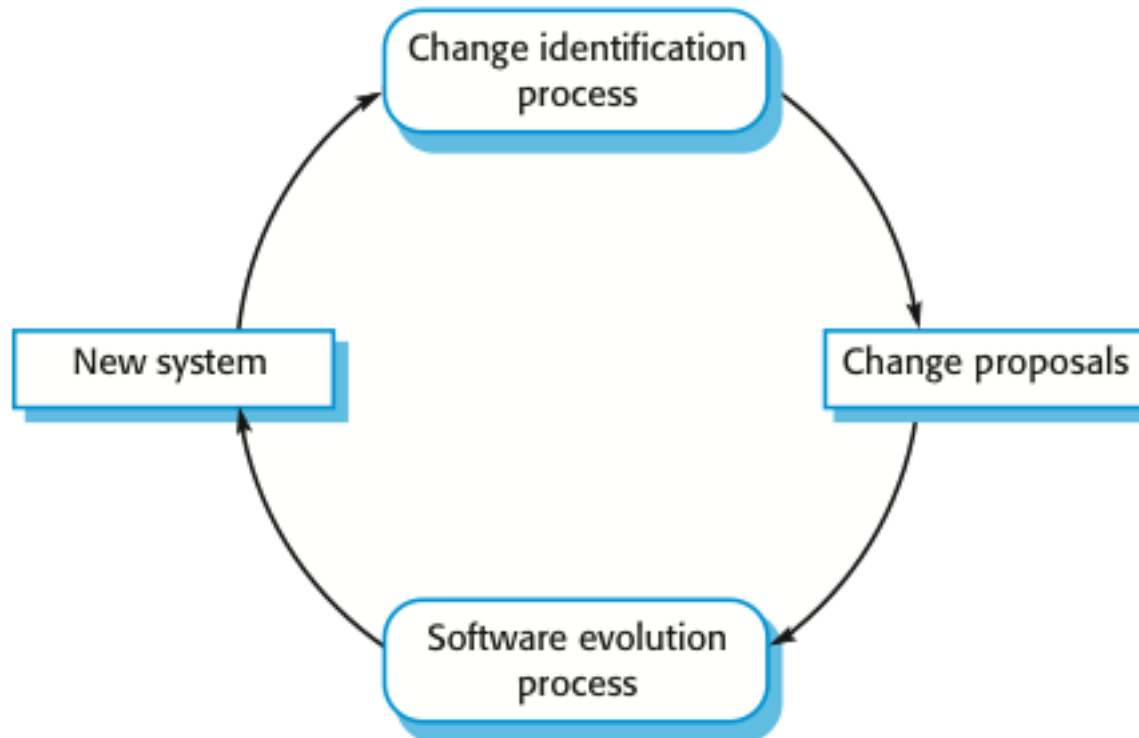 Change identification
process
New system
Change proposals
Software evolution
process